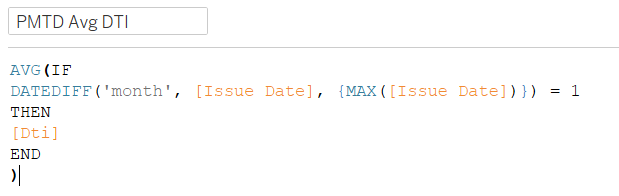 PMTD Avg DTI
AVG(IF
DATEDIFF('month', [Issue Date], {MAX([Issue Date])}) = 1
THEN
[Dti]
END
)